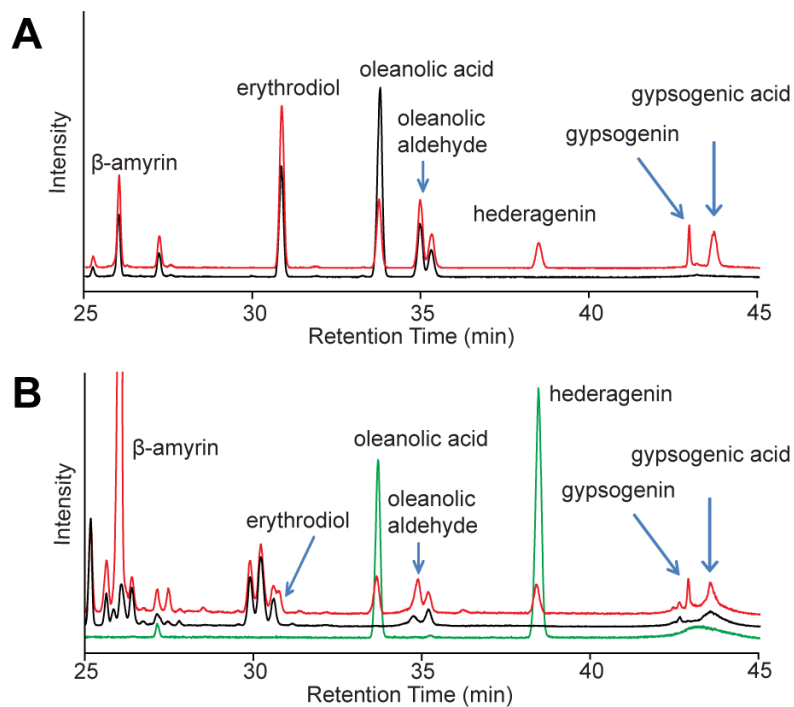 A
Intensity
β-amyrin
erythrodiol
oleanolic acid
oleanolic
aldehyde
hederagenin
gypsogenin
gypsogenic acid
25 30 35 40 45
Retention Time (min)
B
Intensity
β-amyrin
erythrodiol
oleanolic acid
oleanolic
aldehyde
hederagenin
gypsogenin
gypsogenic acid
25 30 35 40 45
Retention Time (min)